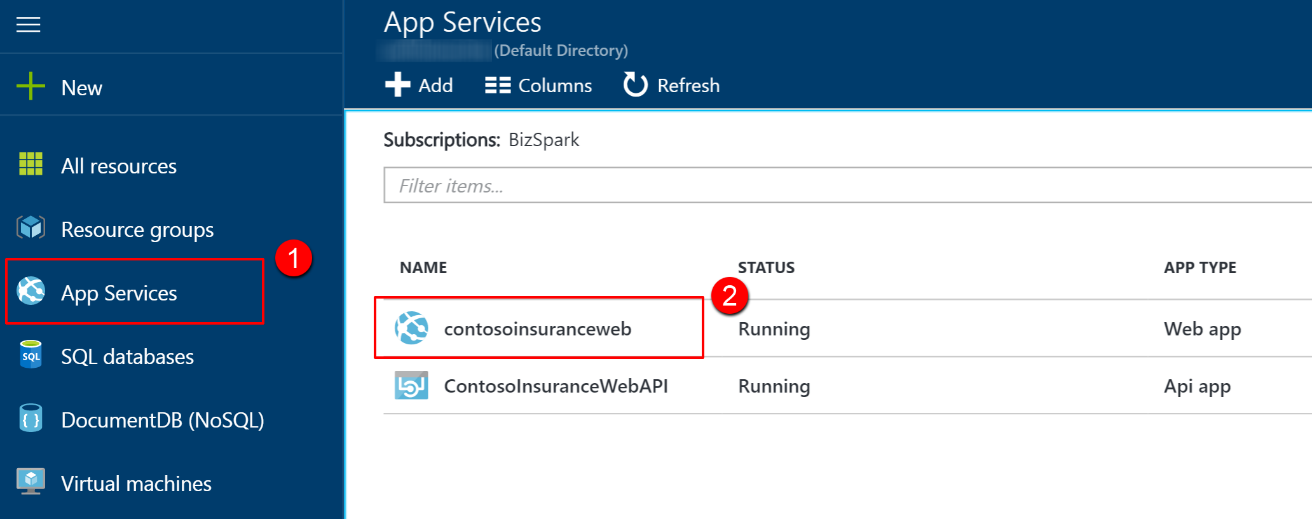 New
All resources
Resource groups
1
App Services
SQL
SQL databases
{ }
DocumentDB (NoSQL)
Virtual machines
App Services
(Default Directory)
Add
Columns
Refresh
Subscriptions: BizSpark
Filter items...
NAME STATUS APP TYPE
2
contosoinsuranceweb Running Web app
ContosoInsuranceWebAPI Running Api app